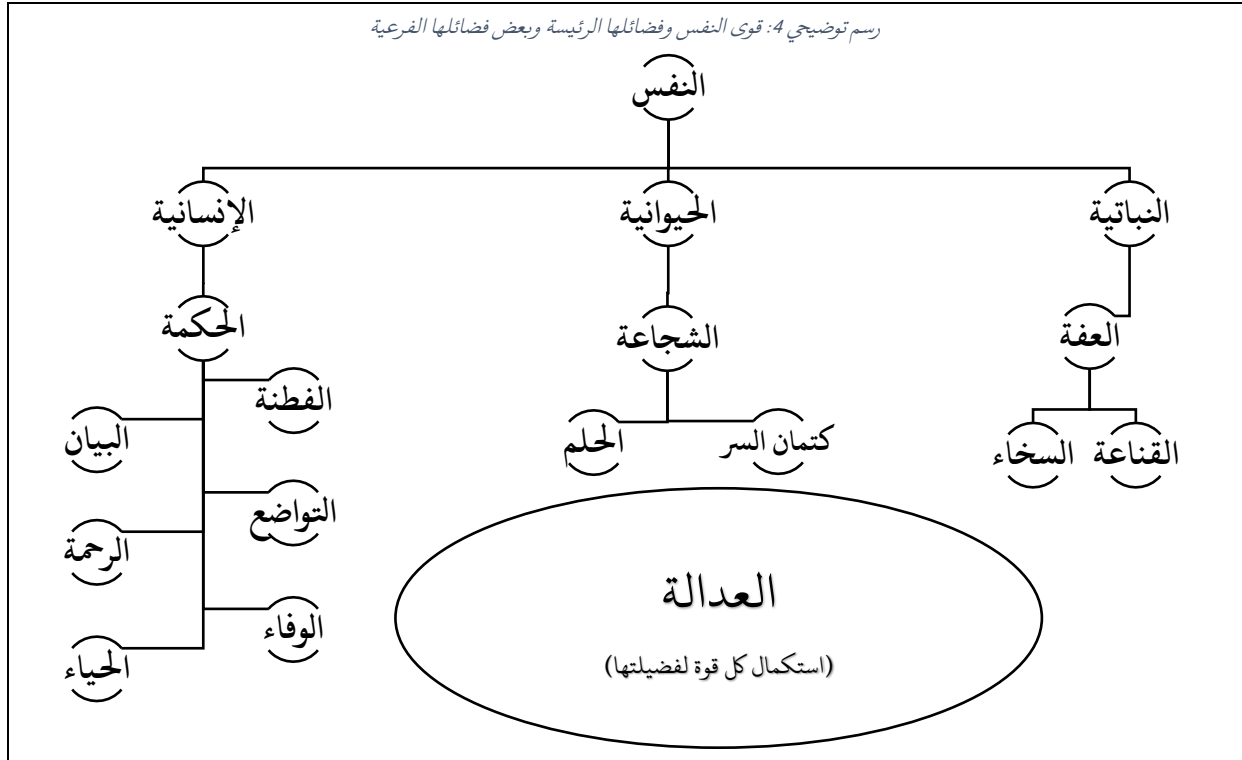 رسم توضيحي 4: قوى النفس وفضائلها الرئيسة وبعض فضائلها الفرعية
النفس
النباتية
الحيوانية
الإنسانية
العفة
الشجاعة
الحكمة
القناعة
السخاء
كتمان السر
الحلم
الفطنة
البيان
التواضع
الرحمة
الوفاء
الحياء
العدالة
(استكمال كل قوة لفضيلتها)